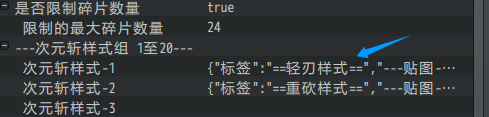 是否限制碎片数量 true
限制的最大碎片数量 24
---次元斩样式组 1至20---
次元斩样式-1 {"标签":"==轻刃样式==","---贴图-…
次元斩样式-2 {"标签":"==重砍样式==","---贴图-…
次元斩样式-3